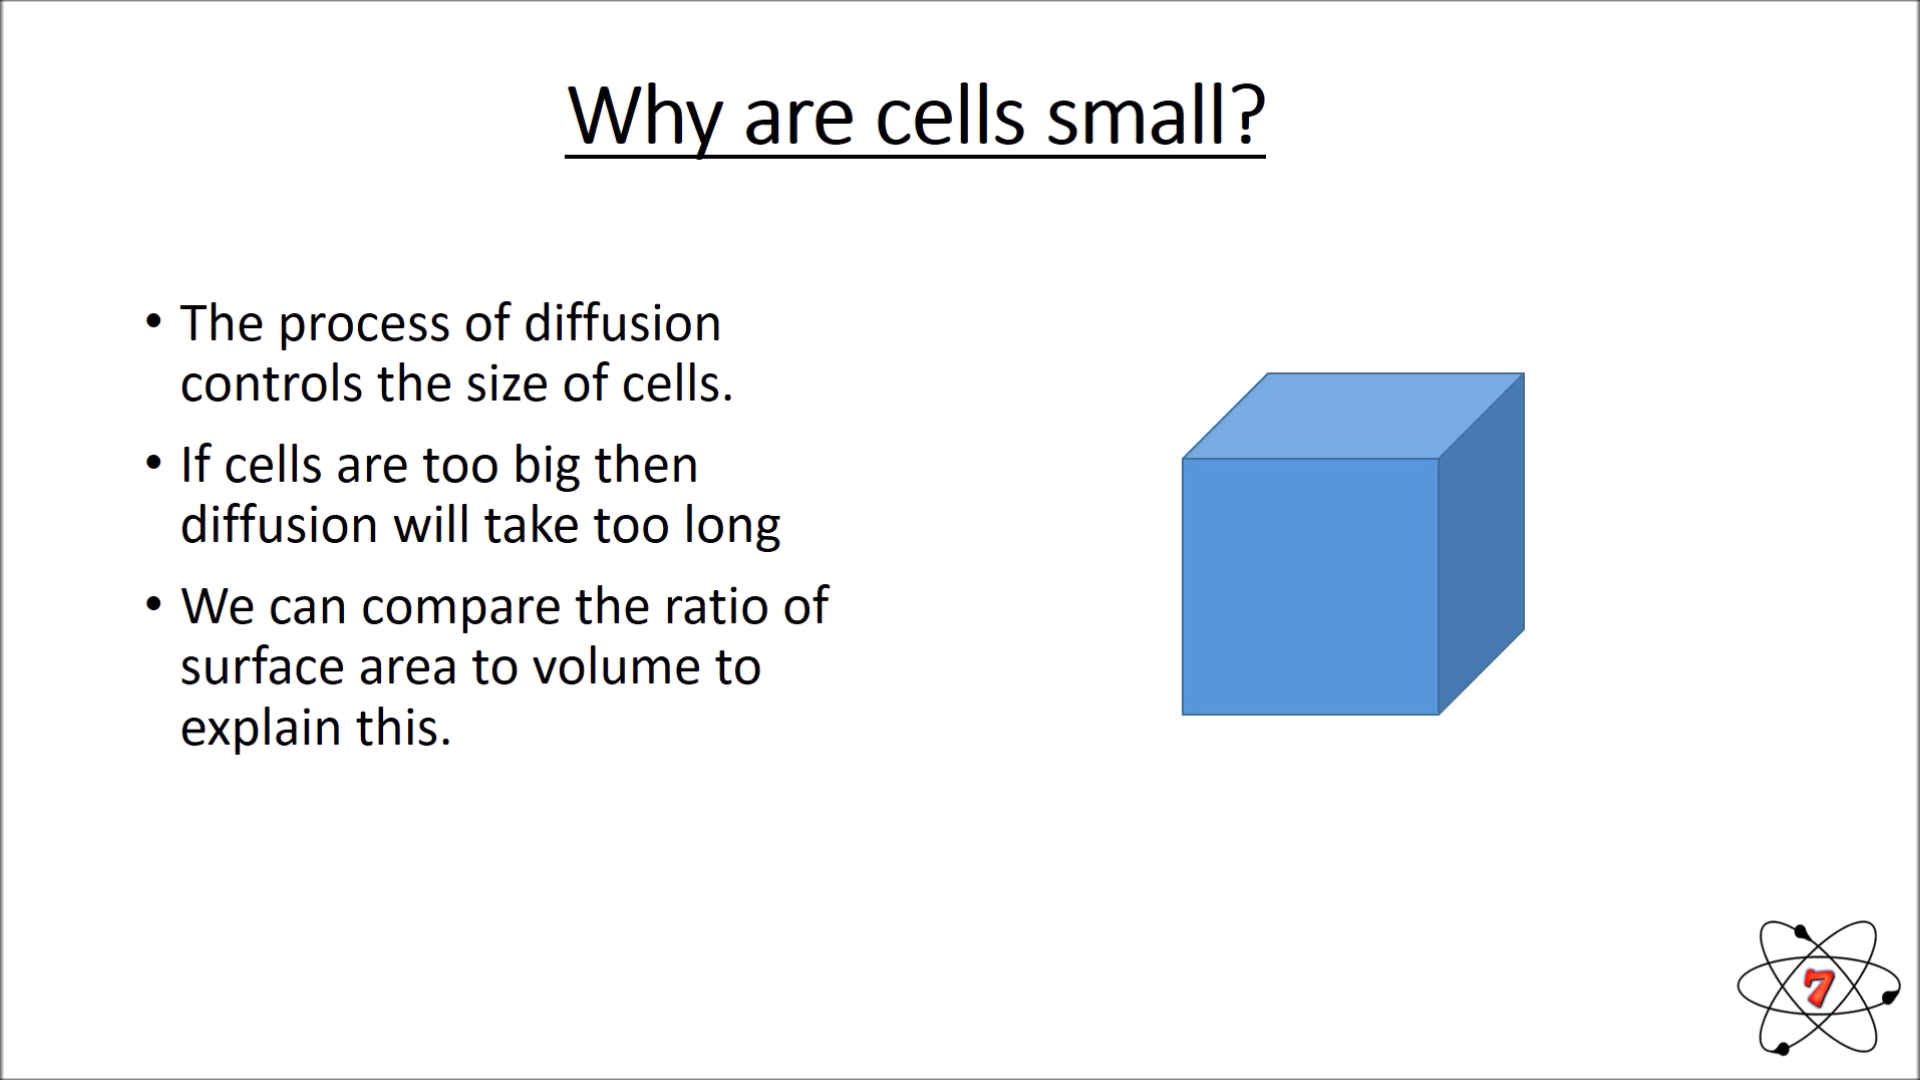 Why are cells small?
• The process of diffusion
controls the size of cells.
• If cells are too big then
diffusion will take too long
• We can compare the ratio of
surface area to volume to
explain this.
7